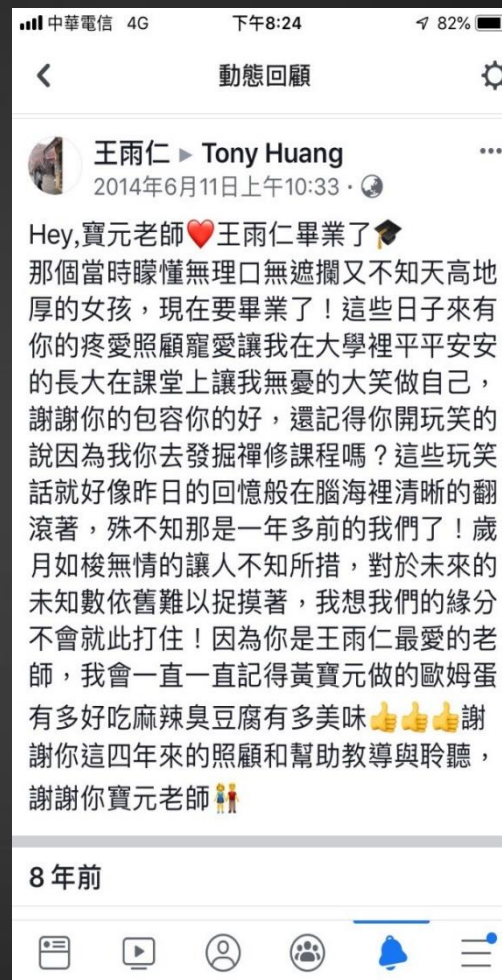 中華電信 4G 下午8:24 82%
動態回顧
王雨仁 ▸ Tony Huang
2014年6月11日上午10:33 ·
Hey,寶元老師❤️王雨仁畢業了🎓
那個當時矇懂無理口無遮攔又不知天高地
厚的女孩，現在要畢業了！這些日子來有
你的疼愛照顧寵愛讓我在大學裡平平安安
的長大在課堂上讓我無憂的大笑做自己，
謝謝你的包容你的好，還記得你開玩笑的
說因為我你去發掘禪修課程嗎？這些玩笑
話就好像昨日的回憶般在腦海裡清晰的翻
滾著，殊不知那是一年多前的我們了！歲
月如梭無情的讓人不知所措，對於未來的
未知數依舊難以捉摸著，我想我們的緣分
不會就此打住！因為你是王雨仁最愛的老
師，我會一直一直記得黃寶元做的歐姆蛋
有多好吃麻辣臭豆腐有多美味👍👍👍謝
謝你這四年來的照顧和幫助教導與聆聽，
謝謝你寶元老師👫
8 年前